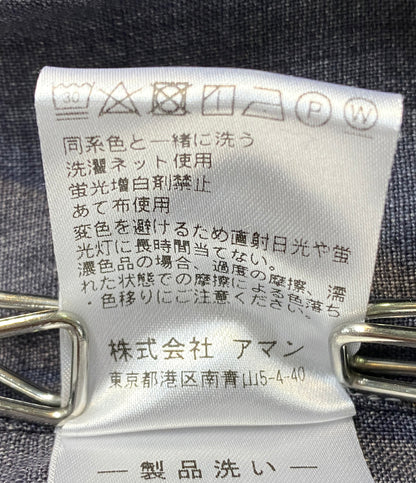 30 P W
同系色と一緒に洗う
洗濯ネット使用
蛍光増白剤禁止
あて布使用
変色を避けるため直射日光や蛍
光灯に長時間当てない。
濃色品の場合、過度の摩擦、濡
れた状態での摩擦による色落ち
・色移りにご注意ください。
株式会社 アマン
東京都港区南青山5-4-40
― 製品洗い ―